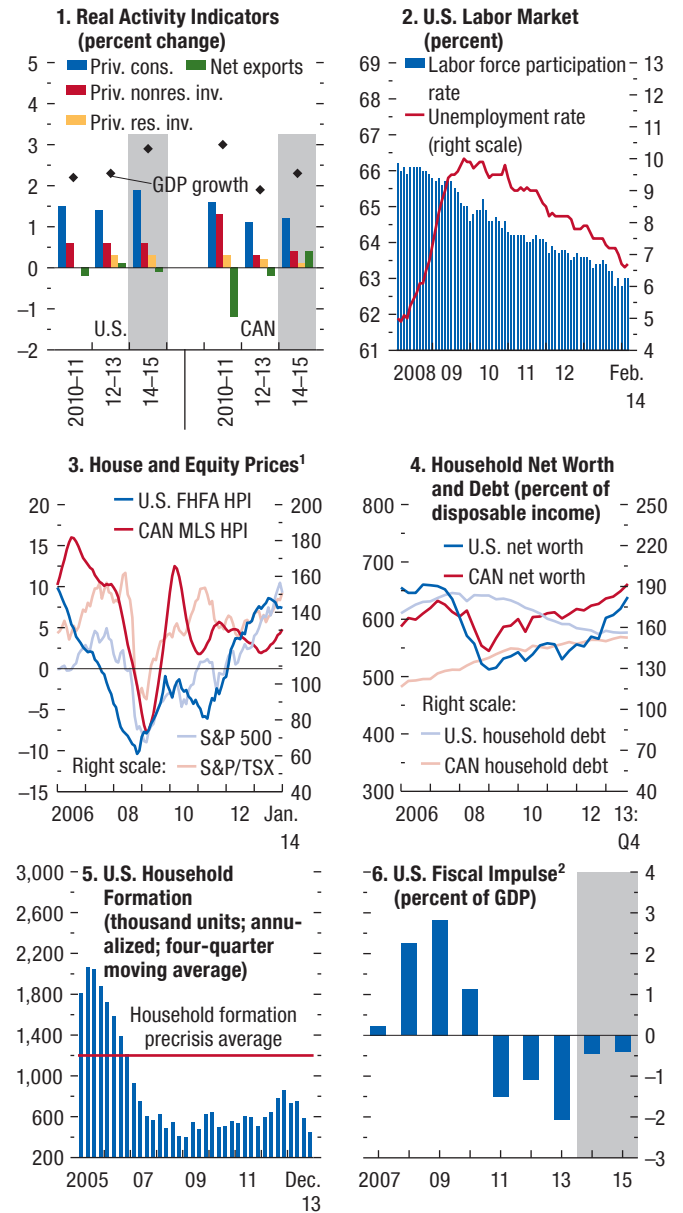 1. Real Activity Indicators
(percent change)
Priv. cons.
Net exports
Priv. nonres. inv.
Priv. res. inv.
GDP growth
5
4
3
2
1
0
–1
–2
U.S.
CAN
2010–11
12–13
14–15
2010–11
12–13
14–15
2. U.S. Labor Market
(percent)
Labor force participation
rate
Unemployment rate
(right scale)
69
68
67
66
65
64
63
62
61
13
12
11
10
9
8
7
6
5
4
2008 09 10 11 12 Feb.
14
3. House and Equity Prices1
U.S. FHFA HPI
CAN MLS HPI
20
15
10
5
0
–5
–10
–15
200
180
160
140
120
100
80
60
40
S&P 500
Right scale: S&P/TSX
2006 08 10 12 Jan.
14
4. Household Net Worth
and Debt (percent of
disposable income)
U.S. net worth
CAN net worth
800
700
600
500
400
300
250
220
190
160
130
100
70
40
Right scale:
U.S. household debt
CAN household debt
2006 08 10 12 13:
Q4
5. U.S. Household
Formation
(thousand units; annu-
alized; four-quarter
moving average)
3,000
2,600
2,200
1,800
1,400
1,000
600
200
Household formation
precrisis average
2005 07 09 11 Dec.
13
6. U.S. Fiscal Impulse2
(percent of GDP)
4
3
2
1
0
–1
–2
–3
2007 09 11 13 15